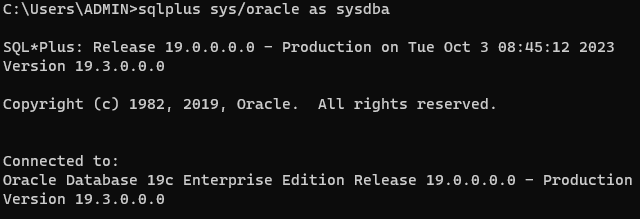 C:\Users\ADMIN>sqlplus sys/oracle as sysdba
SQL*Plus: Release 19.0.0.0.0 - Production on Tue Oct 3 08:45:12 2023
Version 19.3.0.0.0
Copyright (c) 1982, 2019, Oracle.  All rights reserved.
Connected to:
Oracle Database 19c Enterprise Edition Release 19.0.0.0.0 - Production
Version 19.3.0.0.0